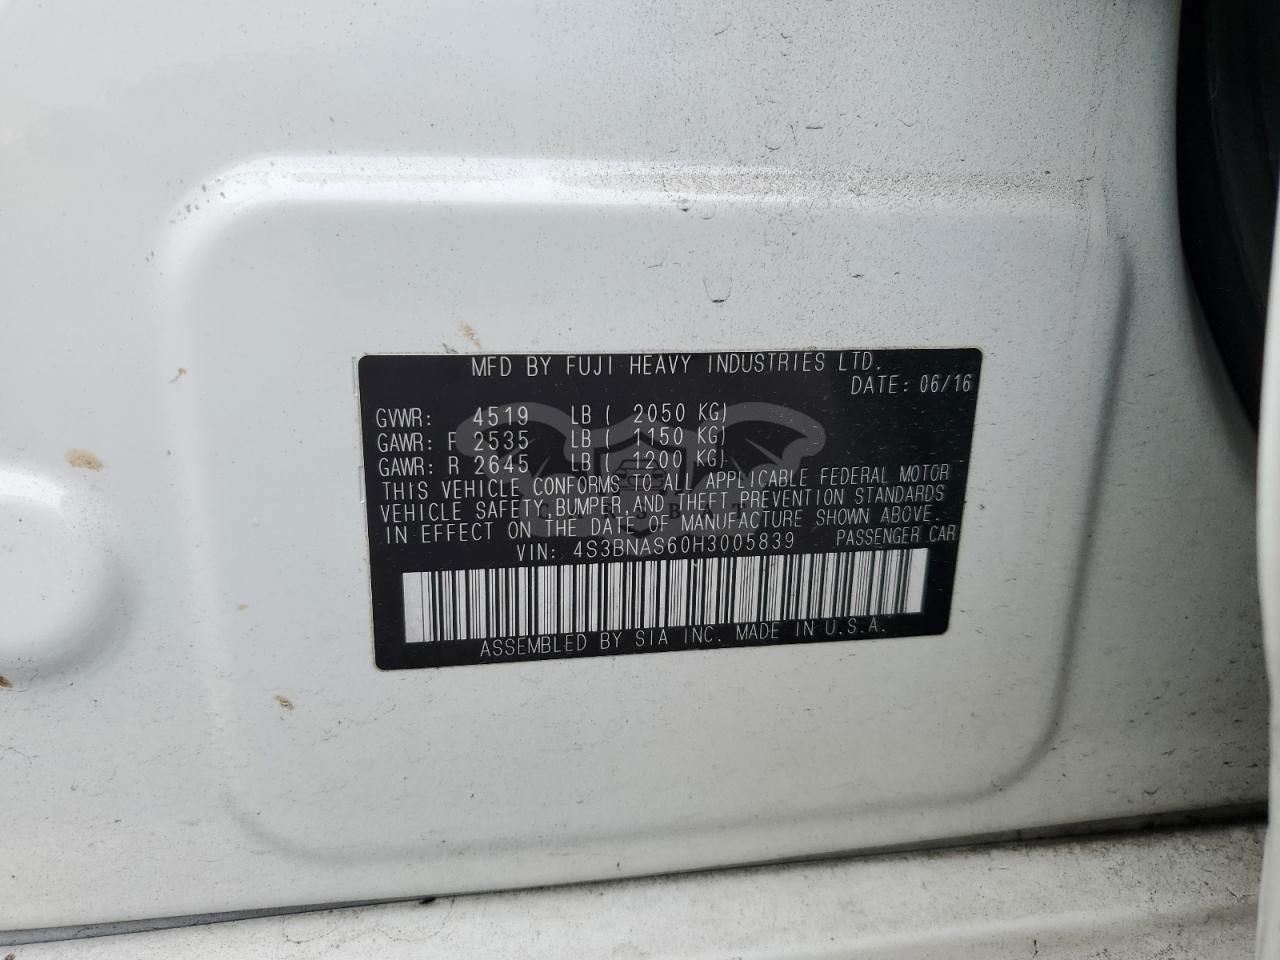 MFD BY FUJI HEAVY INDUSTRIES LTD.
DATE: 06/16
GVWR: 4519 LB ( 2050 KG)
GAWR: F 2535 LB ( 1150 KG)
GAWR: R 2645 LB ( 1200 KG)
THIS VEHICLE CONFORMS TO ALL APPLICABLE FEDERAL MOTOR
VEHICLE SAFETY, BUMPER, AND THEFT PREVENTION STANDARDS
IN EFFECT ON THE DATE OF MANUFACTURE SHOWN ABOVE.
VIN: 4S3BNAS60H3005839 PASSENGER CAR
ASSEMBLED BY SIA INC. MADE IN U.S.A.